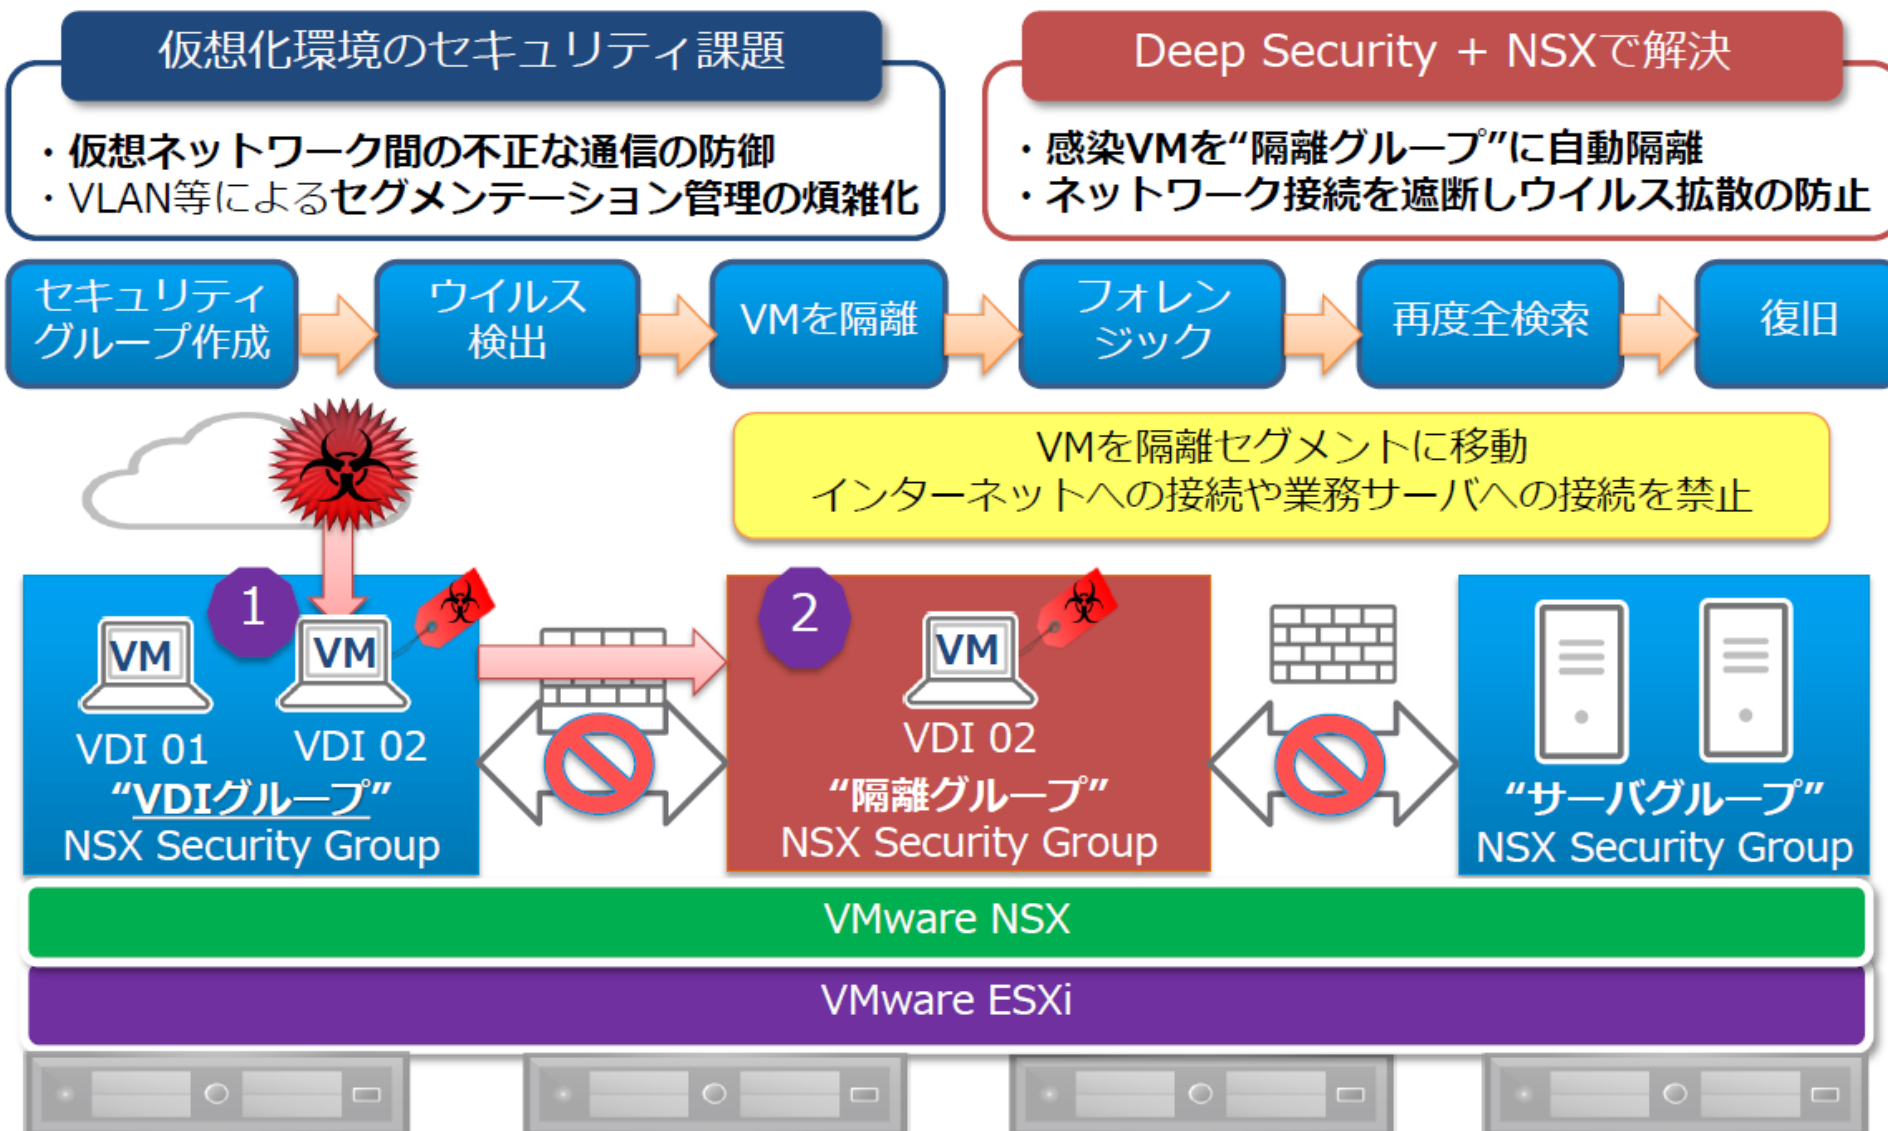 仮想化環境のセキュリティ課題
・仮想ネットワーク間の不正な通信の防御
・VLAN等によるセグメンテーション管理の煩雑化
Deep Security + NSXで解決
・感染VMを“隔離グループ”に自動隔離
・ネットワーク接続を遮断しウイルス拡散の防止
セキュリティ
グループ作成
ウイルス
検出
VMを隔離
フォレン
ジック
再度全検索
復旧
VMを隔離セグメントに移動
インターネットへの接続や業務サーバへの接続を禁止
1
VM
VM
VDI 01
VDI 02
“VDIグループ”
NSX Security Group
2
VM
VDI 02
“隔離グループ”
NSX Security Group
“サーバグループ”
NSX Security Group
VMware NSX
VMware ESXi